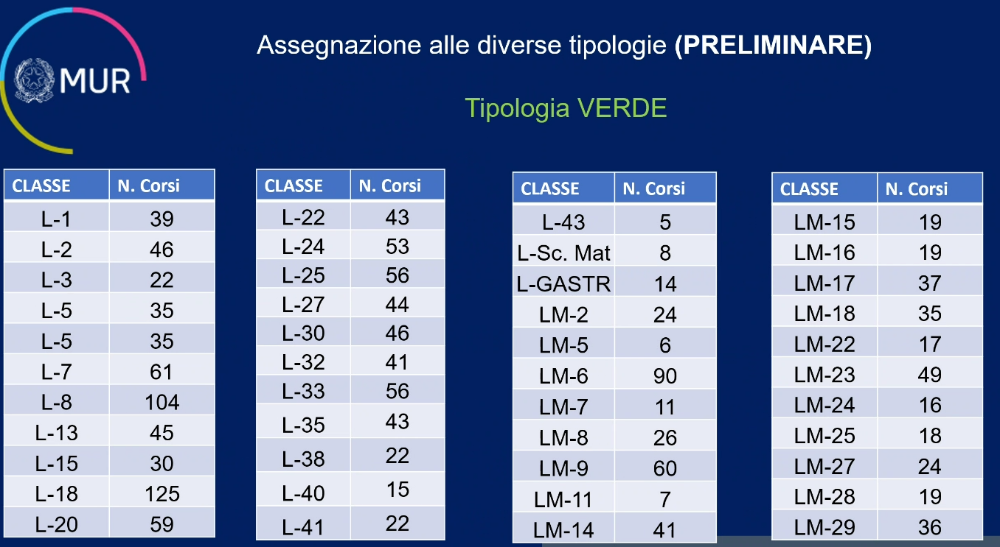 MUR
Assegnazione alle diverse tipologie (PRELIMINARE)
Tipologia VERDE
CLASSE N. Corsi
L-1 39
L-2 46
L-3 22
L-5 35
L-5 35
L-7 61
L-8 104
L-13 45
L-15 30
L-18 125
L-20 59
CLASSE N. Corsi
L-22 43
L-24 53
L-25 56
L-27 44
L-30 46
L-32 41
L-33 56
L-35 43
L-38 22
L-40 15
L-41 22
CLASSE N. Corsi
L-43 5
L-Sc. Mat 8
L-GASTR 14
LM-2 24
LM-5 6
LM-6 90
LM-7 11
LM-8 26
LM-9 60
LM-11 7
LM-14 41
CLASSE N. Corsi
LM-15 19
LM-16 19
LM-17 37
LM-18 35
LM-22 17
LM-23 49
LM-24 16
LM-25 18
LM-27 24
LM-28 19
LM-29 36